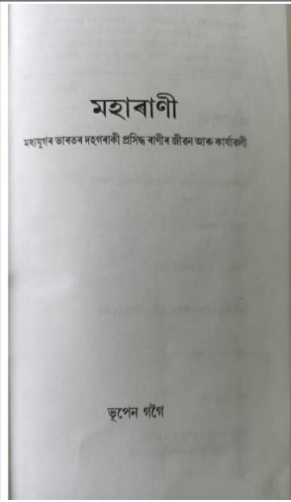 মহাৰাণী
মধ্যযুগৰ ভাৰতৰ দহগৰাকী প্ৰসিদ্ধ ৰাণীৰ জীৱন আৰু কাৰ্যাৱলী
ভূপেন গগৈ